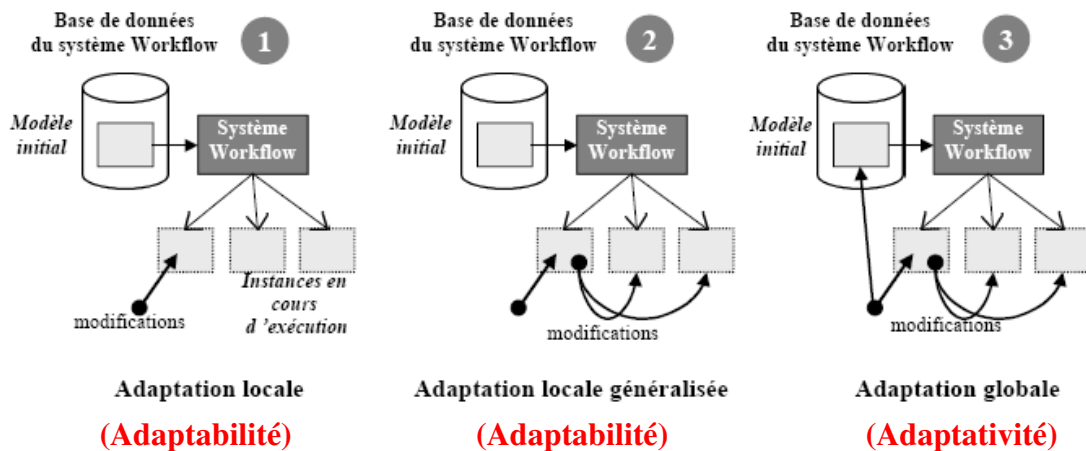 Base de données
du système Workflow
1
Modèle
initial
Système
Workflow
Instances en
cours
d ’exécution
modifications
Adaptation locale
(Adaptabilité)
Base de données
du système Workflow
2
Modèle
initial
Système
Workflow
modifications
Adaptation locale généralisée
(Adaptabilité)
Base de données
du système Workflow
3
Modèle
initial
Système
Workflow
modifications
Adaptation globale
(Adaptativité)